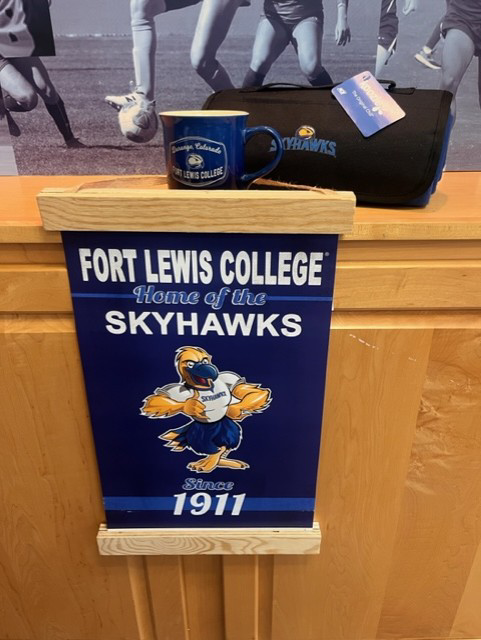 Durango, Colorado
FORT LEWIS COLLEGE
SKYHAWKS
FORT LEWIS COLLEGE®
Home of the
SKYHAWKS
SKYHAWKS
Since
1911